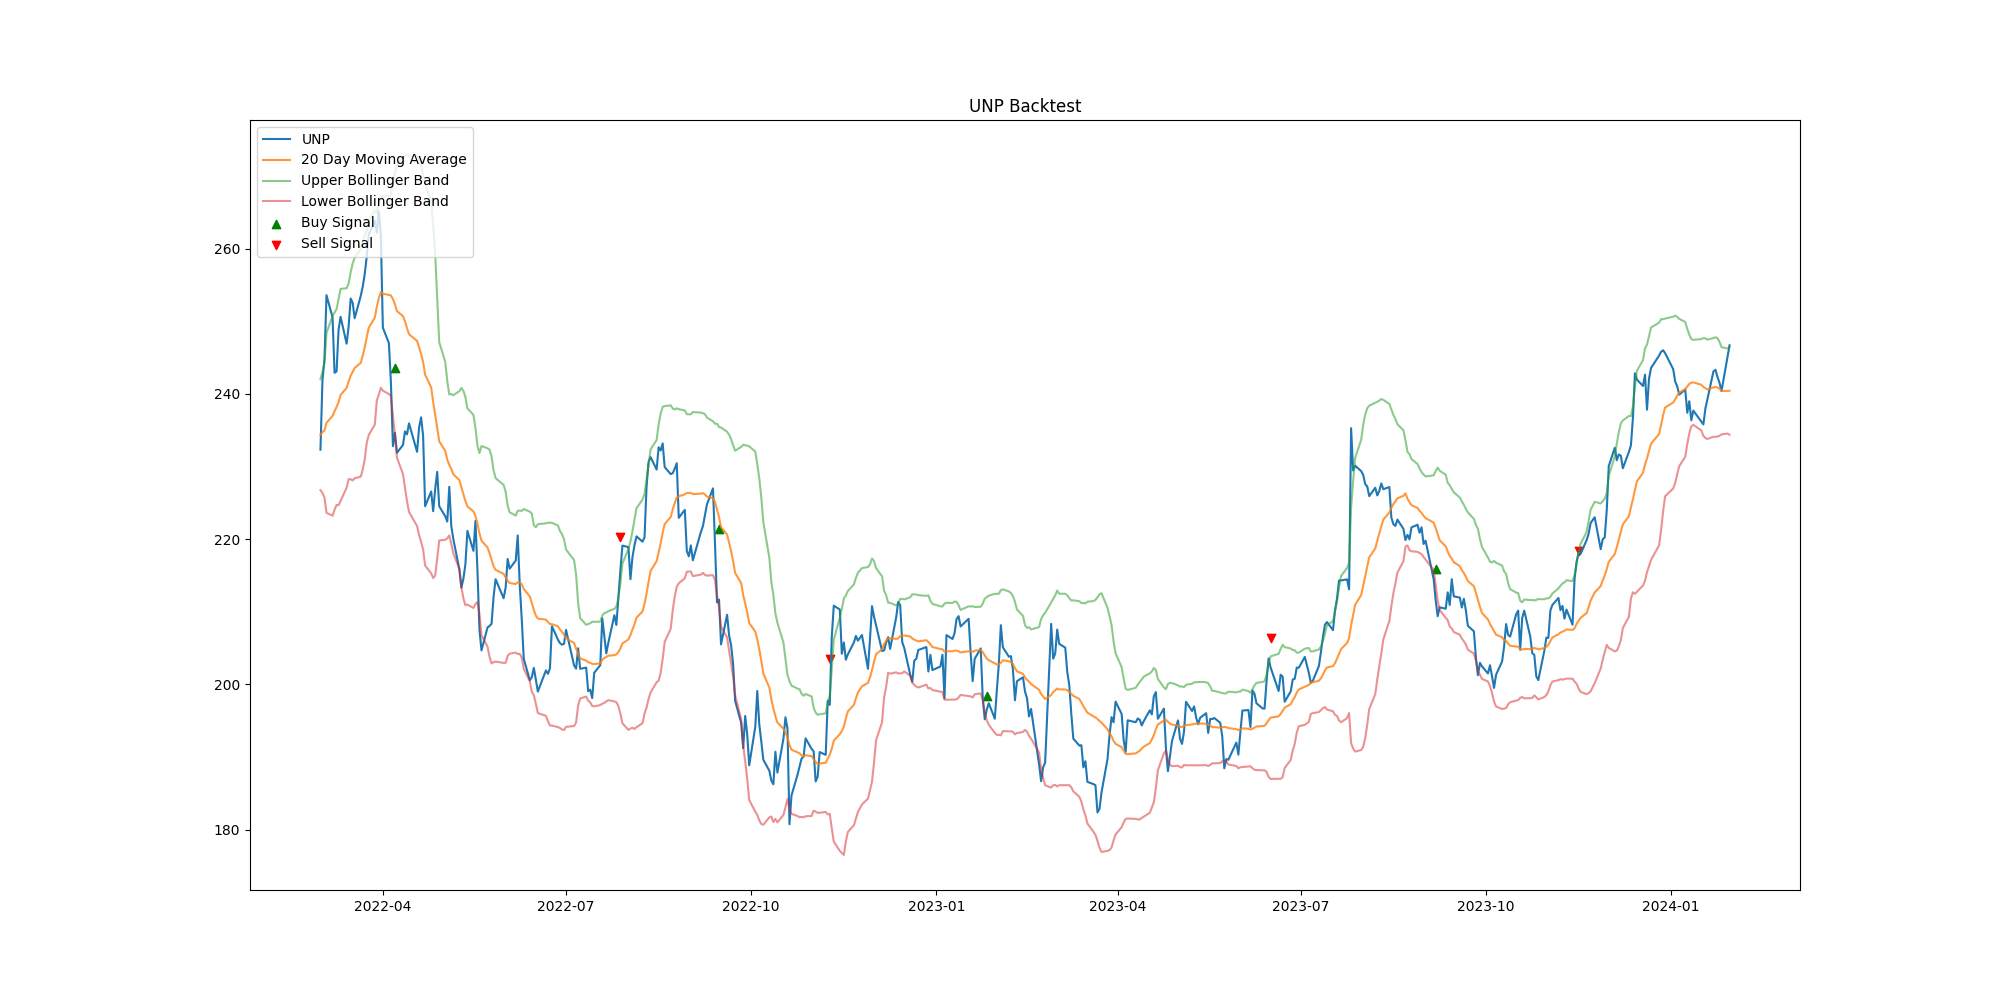 UNP Backtest
UNP
20 Day Moving Average
Upper Bollinger Band
Lower Bollinger Band
Buy Signal
Sell Signal
260
240
220
200
180
2022-04
2022-07
2022-10
2023-01
2023-04
2023-07
2023-10
2024-01